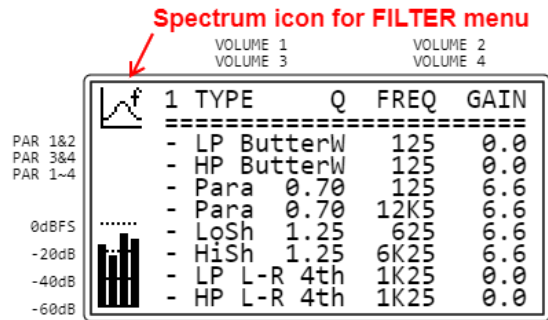 Spectrum icon for FILTER menu
VOLUME 1 VOLUME 2
VOLUME 3 VOLUME 4
f
1 TYPE Q FREQ GAIN
========================
PAR 1&2
PAR 3&4
PAR 1~4
- LP ButterW 125 0.0
- HP ButterW 125 0.0
- Para 0.70 125 6.6
- Para 0.70 12K5 6.6
- LoSh 1.25 625 6.6
- HiSh 1.25 6K25 6.6
- LP L-R 4th 1K25 0.0
- HP L-R 4th 1K25 0.0
0dBFS
-20dB
-40dB
-60dB